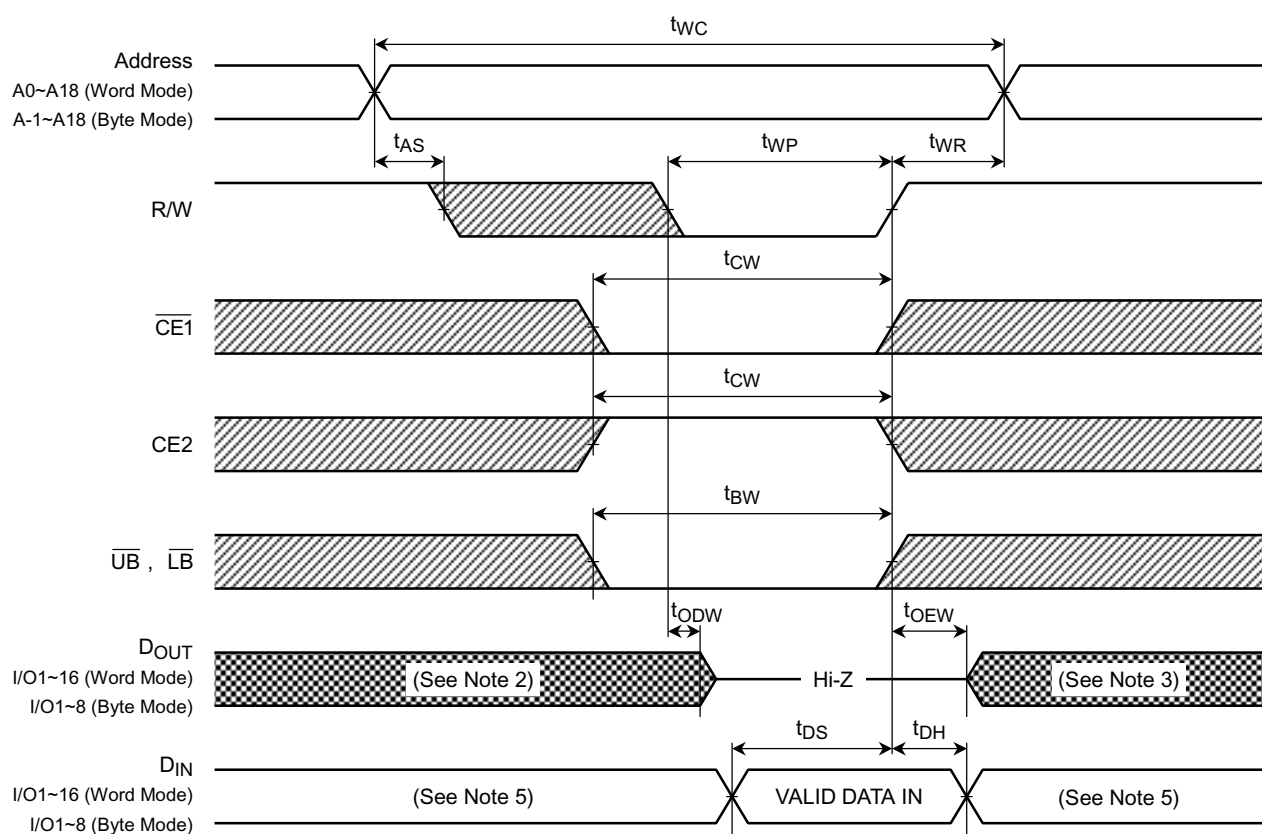 tWC
Address
A0~A18 (Word Mode)
A-1~A18 (Byte Mode)
tAS
tWP
tWR
R/W
tCW
CE1
tCW
CE2
tBW
UB , LB
tODW
tOEW
DOUT
I/O1~16 (Word Mode)
I/O1~8 (Byte Mode)
(See Note 2)
Hi-Z
(See Note 3)
tDS
tDH
DIN
I/O1~16 (Word Mode)
I/O1~8 (Byte Mode)
(See Note 5)
VALID DATA IN
(See Note 5)